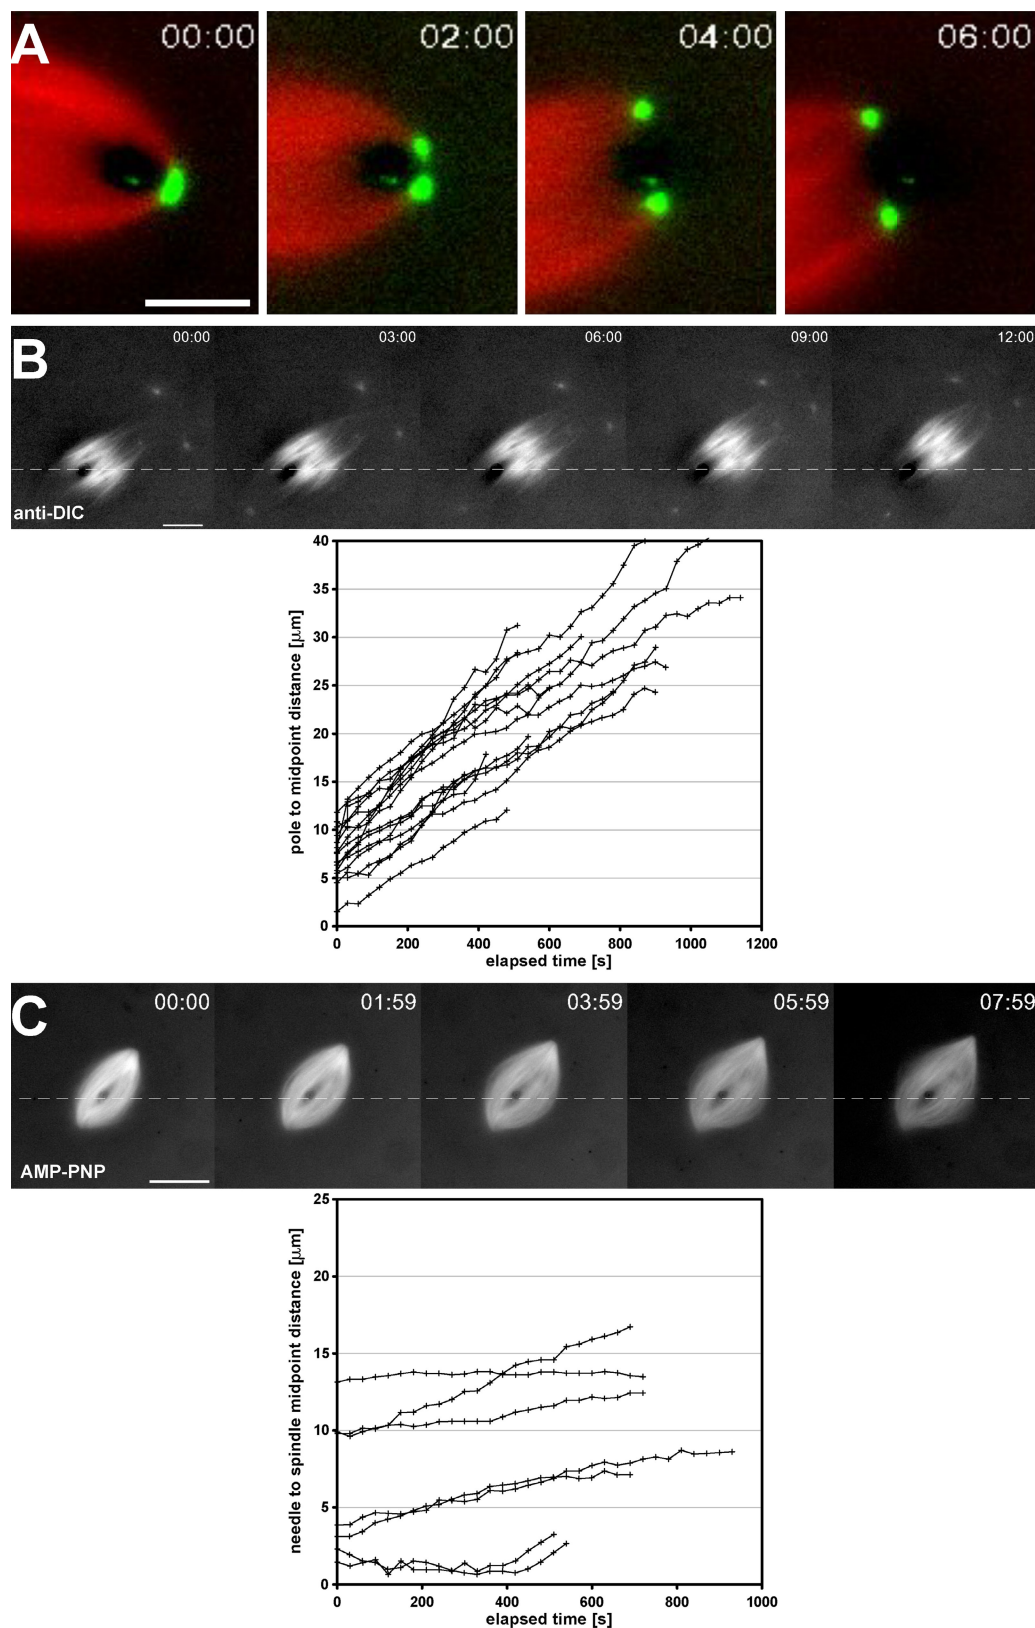 A
00:00 02:00 04:00 06:00
B
00:00 03:00 06:00 09:00 12:00
anti-DIC
40
35
30
25
20
15
10
5
0
pole to midpoint distance [µm]
0 200 400 600 800 1000 1200
elapsed time [s]
C
00:00 01:59 03:59 05:59 07:59
AMP-PNP
25
20
15
10
5
0
needle to spindle midpoint distance [µm]
0 200 400 600 800 1000
elapsed time [s]